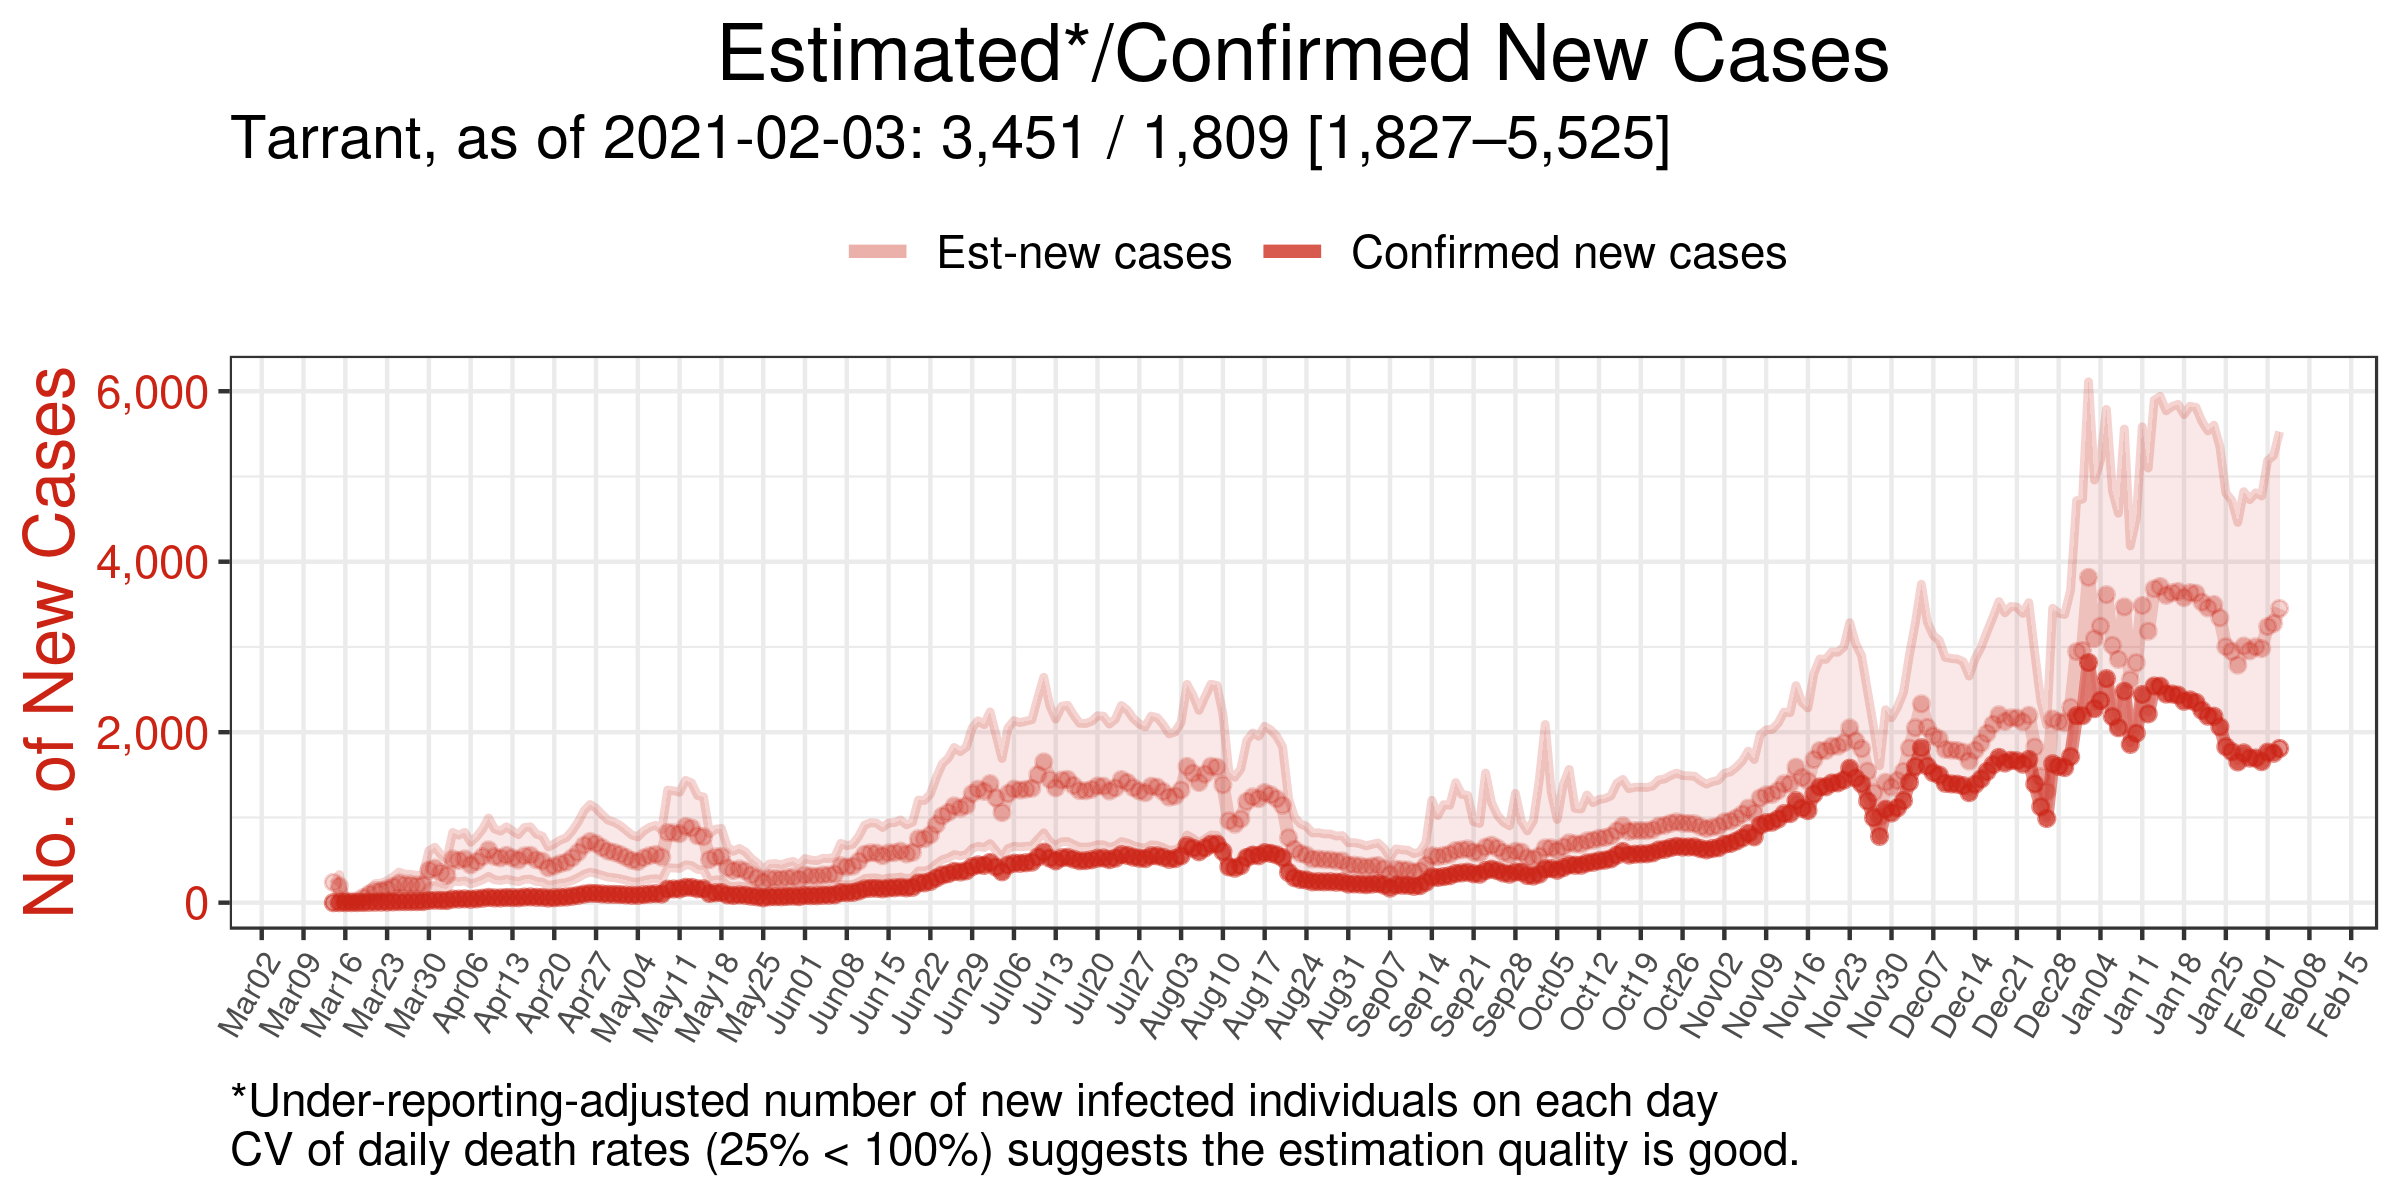 Estimated*/Confirmed New Cases
Tarrant, as of 2021-02-03: 3,451 / 1,809 [1,827–5,525]
Est-new cases Confirmed new cases
No. of New Cases
6,000
4,000
2,000
0
Mar02 Mar09 Mar16 Mar23 Mar30 Apr06 Apr13 Apr20 Apr27 May04 May11 May18 May25 Jun01 Jun08 Jun15 Jun22 Jun29 Jul06 Jul13 Jul20 Jul27 Aug03 Aug10 Aug17 Aug24 Aug31 Sep07 Sep14 Sep21 Sep28 Oct05 Oct12 Oct19 Oct26 Nov02 Nov09 Nov16 Nov23 Nov30 Dec07 Dec14 Dec21 Dec28 Jan04 Jan11 Jan18 Jan25 Feb01 Feb08 Feb15
*Under-reporting-adjusted number of new infected individuals on each day
CV of daily death rates (25% < 100%) suggests the estimation quality is good.